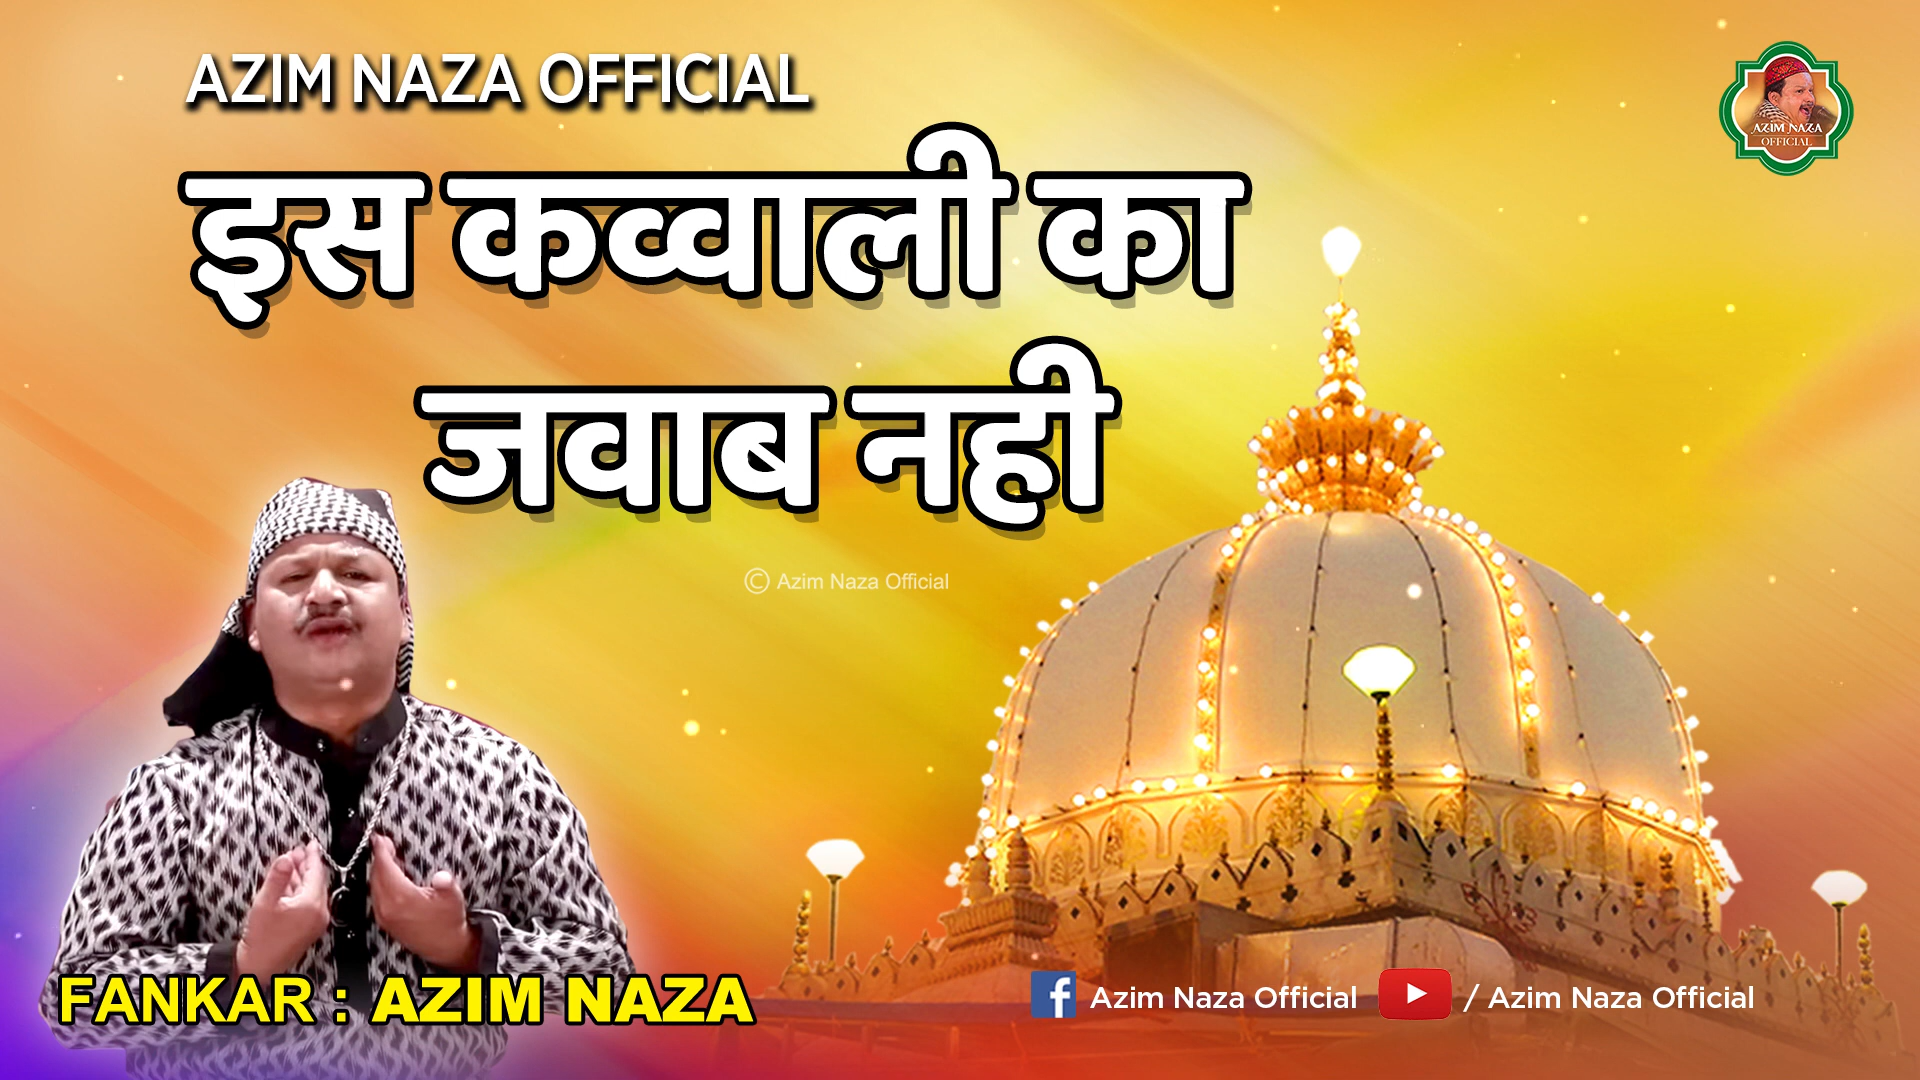 AZIM NAZA OFFICIAL
AZIM NAZA
OFFICIAL
इस कव्वाली का
जवाब नही
© Azim Naza Official
FANKAR : AZIM NAZA
f Azim Naza Official
/ Azim Naza Official